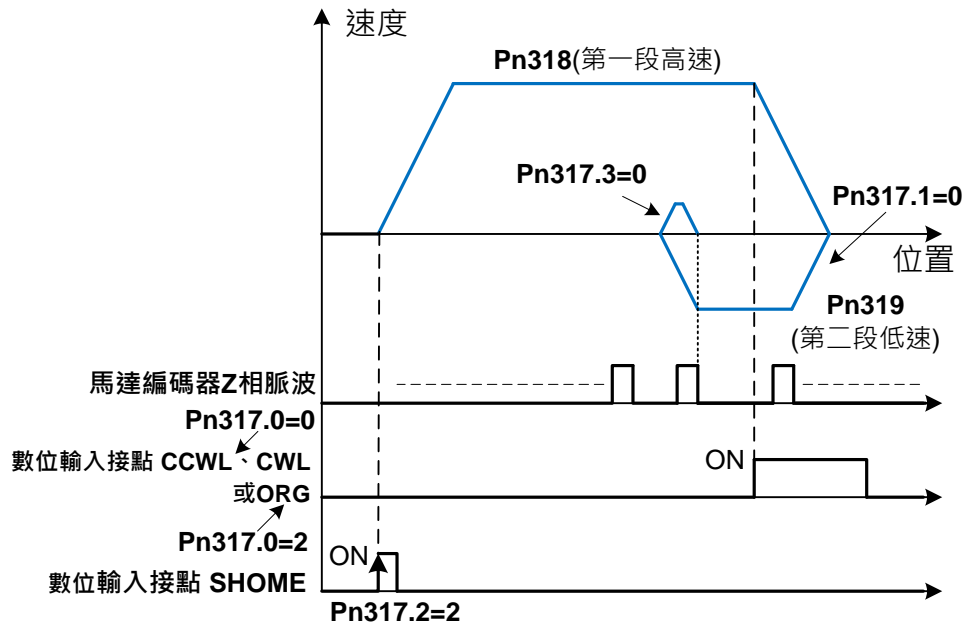 速度
Pn318(第一段高速)
Pn317.3=0
Pn317.1=0
位置
Pn319
(第二段低速)
馬達編碼器Z相脈波
Pn317.0=0
數位輸入接點 CCWL、CWL
或ORG
ON
Pn317.0=2
ON
數位輸入接點 SHOME
Pn317.2=2